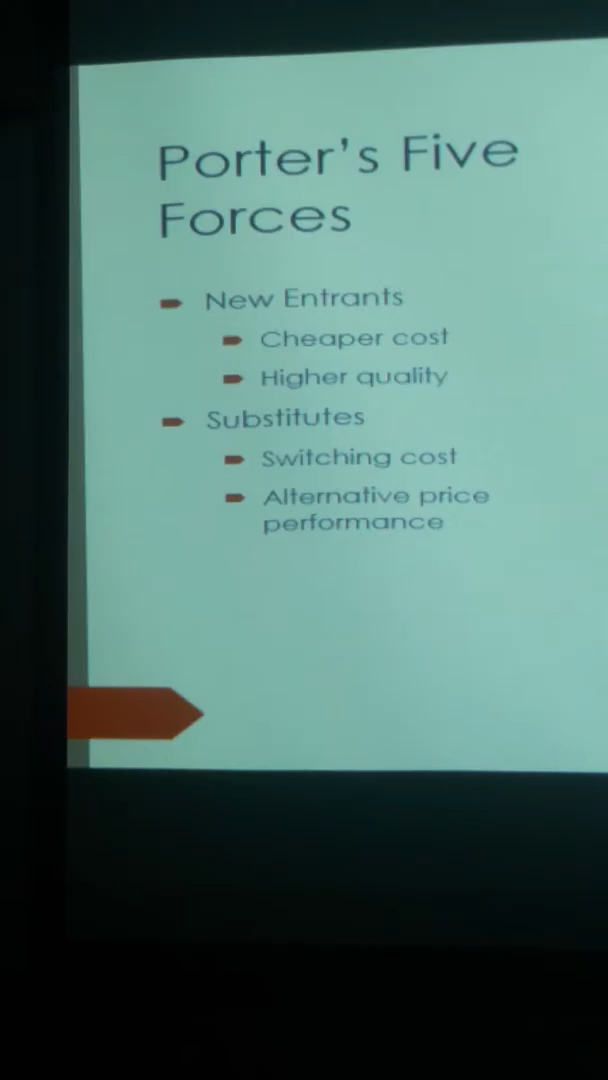 Porter's Five
Forces
New Entrants
Cheaper cost
Higher quality
Substitutes
Switching cost
Alternative price
performance